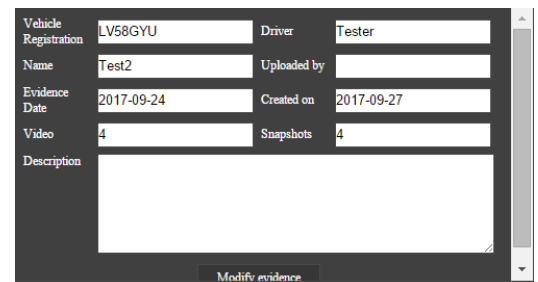 Vehicle
Registration LV58GYU Driver Tester
Name Test2 Uploaded by
Evidence
Date 2017-09-24 Created on 2017-09-27
Video 4 Snapshots 4
Description
Modify evidence